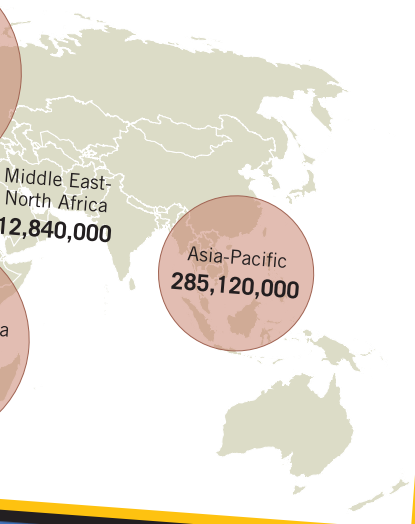 Middle East-
North Africa
12,840,000
Asia-Pacific
285,120,000
a